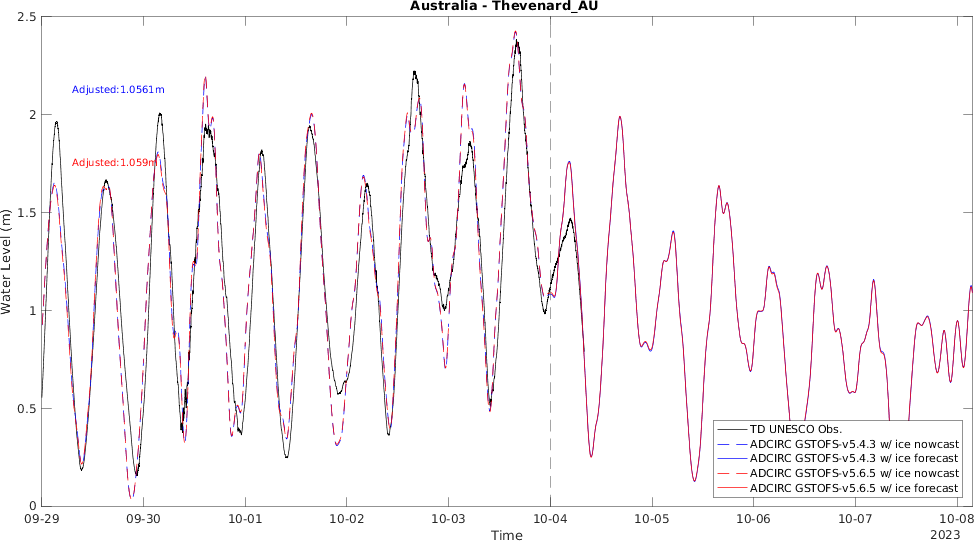 Australia - Thevenard_AU
2.5
2
1.5
1
0.5
0
Water Level (m)
Adjusted:1.0561m
Adjusted:1.059m
TD UNESCO Obs.
ADCIRC GSTOFS-v5.4.3 w/ ice nowcast
ADCIRC GSTOFS-v5.4.3 w/ ice forecast
ADCIRC GSTOFS-v5.6.5 w/ ice nowcast
ADCIRC GSTOFS-v5.6.5 w/ ice forecast
09-29 09-30 10-01 10-02 10-03 10-04 10-05 10-06 10-07 10-08
2023
Time